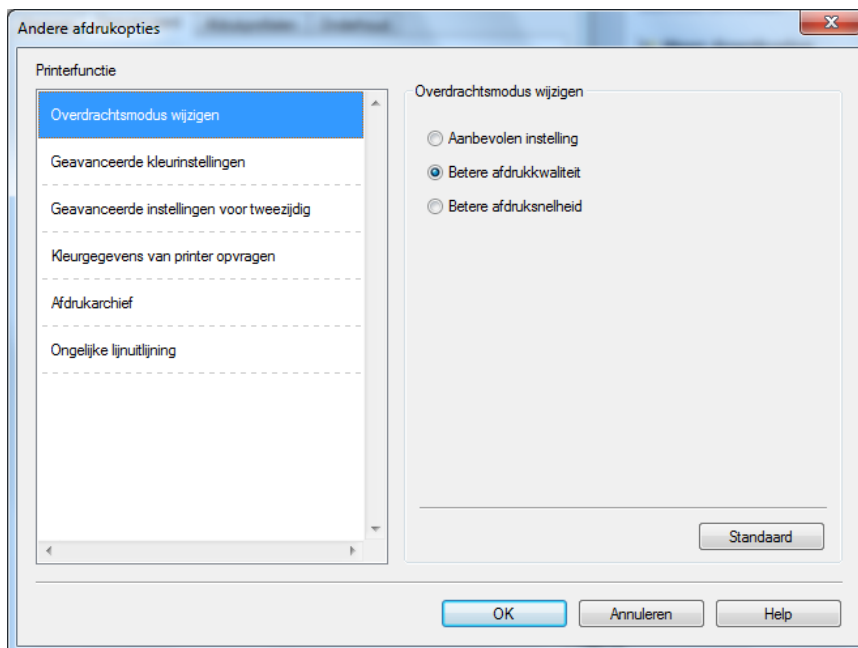 Andere afdrukopties
Printerfunctie
Overdrachtsmodus wijzigen
Geavanceerde kleurinstellingen
Geavanceerde instellingen voor tweezijdig
Kleurgegevens van printer opvragen
Afdrukarchief
Ongelijke lijnuitlijning
Overdrachtsmodus wijzigen
Aanbevolen instelling
Betere afdrukkwaliteit
Betere afdruksnelheid
Standaard
OK
Annuleren
Help